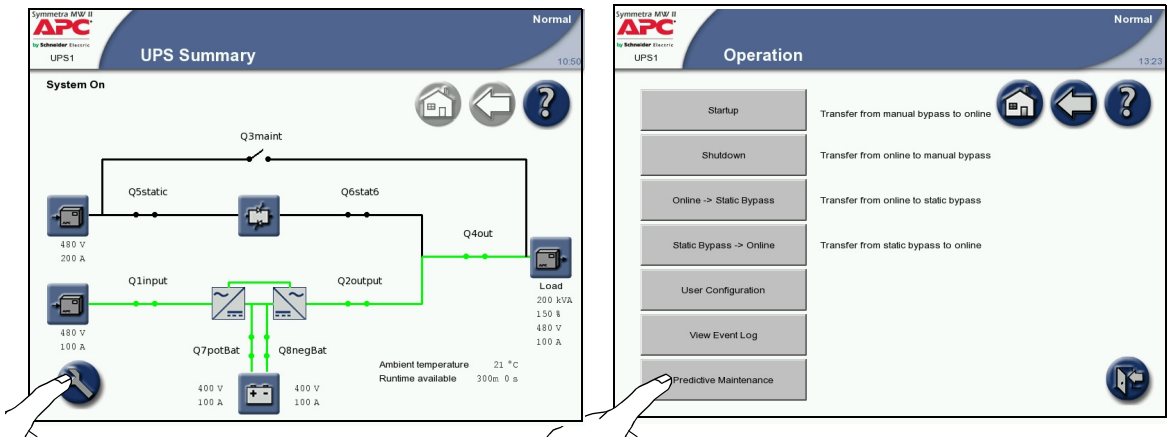 Symmetra MW II
APC
by Schneider Electric
UPS1
UPS Summary
Normal
10:50
System On
?
Q3maint
Q5static
Q6stat6
480 V
200 A
Q4out
Q1input
Q2output
Load
200 kVA
150 %
480 V
100 A
480 V
100 A
Q7potBat
Q8negBat
400 V
100 A
400 V
100 A
Ambient temperature 21 °C
Runtime available 300m 0 s
Symmetra MW II
APC
by Schneider Electric
UPS1
Operation
Normal
13:23
?
Startup Transfer from manual bypass to online
Shutdown Transfer from online to manual bypass
Online -> Static Bypass Transfer from online to static bypass
Static Bypass -> Online Transfer from static bypass to online
User Configuration
View Event Log
Predictive Maintenance